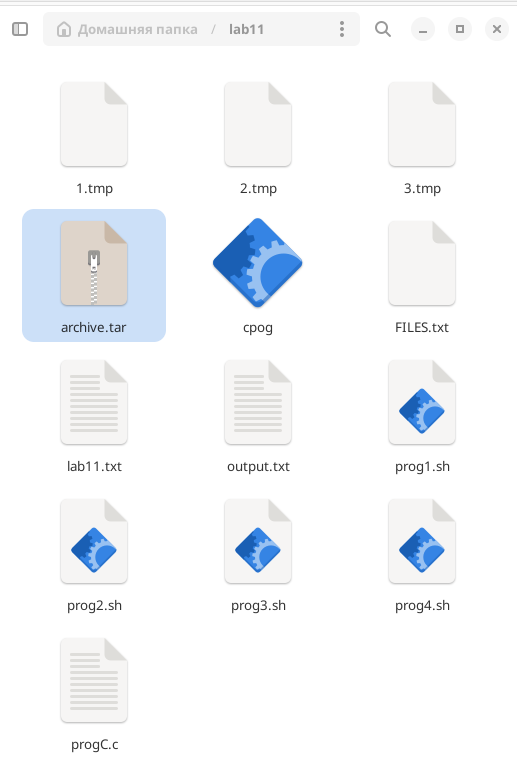 Домашняя папка / lab11
1.tmp 2.tmp 3.tmp
archive.tar cpog FILES.txt
lab11.txt output.txt prog1.sh
prog2.sh prog3.sh prog4.sh
progC.c